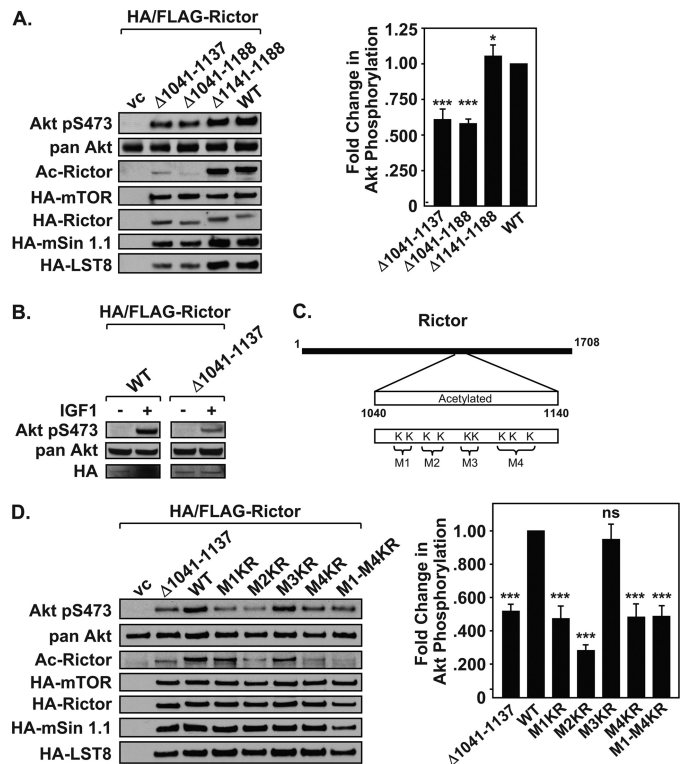 A.
HA/FLAG-Rictor
vc Δ1041-1137 Δ1041-1188 Δ1141-1188 WT
Akt pS473
pan Akt
Ac-Rictor
HA-mTOR
HA-Rictor
HA-mSin 1.1
HA-LST8
Fold Change in
Akt Phosphorylation
1.25
1.00
.750
.500
.250
0
*** *** *
Δ1041-1137 Δ1041-1188 Δ1141-1188 WT
B.
HA/FLAG-Rictor
WT Δ1041-1137
IGF1 - + - +
Akt pS473
pan Akt
HA
C.
Rictor
1 1708
Acetylated
1040 1140
K K K K KK K K K
M1 M2 M3 M4
D.
HA/FLAG-Rictor
vc Δ1041-1137 WT M1KR M2KR M3KR M4KR M1-M4KR
Akt pS473
pan Akt
Ac-Rictor
HA-mTOR
HA-Rictor
HA-mSin 1.1
HA-LST8
Fold Change in
Akt Phosphorylation
1.00
.800
.600
.400
.200
0
*** *** *** ns *** ***
Δ1041-1137 WT M1KR M2KR M3KR M4KR M1-M4KR